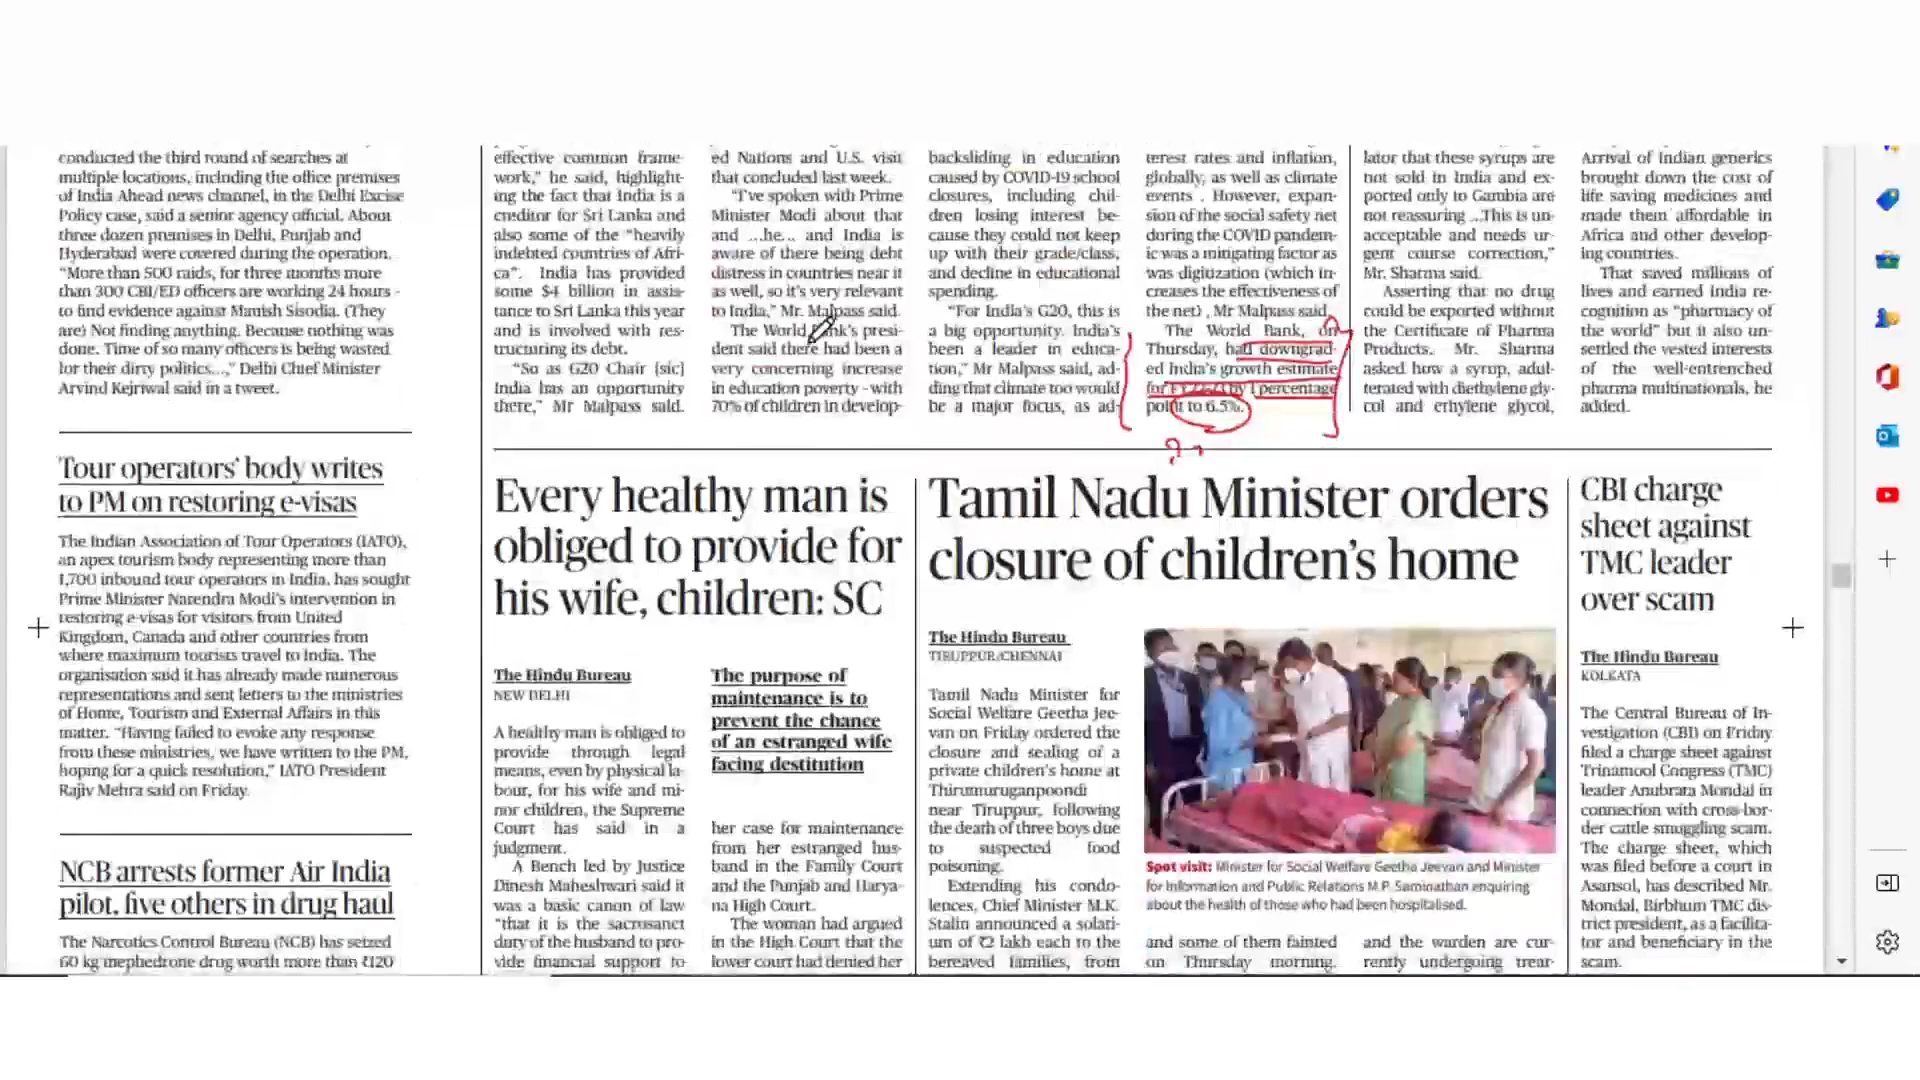 conducted the third round of searches at
multiple locations, including the office premises
of India Ahead news channel, in the Delhi Excise
Policy case, said a senior agency official. About
three dozen premises in Delhi, Punjab and
Hyderabad were covered during the operation.
“More than 500 raids, for three months more
than 300 CBI/ED officers are working 24 hours -
to find evidence against Manish Sisodia. (They
are) Not finding anything. Because nothing was
done. Time of so many officers is being wasted
for their dirty politics...,” Delhi Chief Minister
Arvind Kejriwal said in a tweet.
Tour operators’ body writes
to PM on restoring e-visas
The Indian Association of Tour Operators (IATO),
an apex tourism body representing more than
1,700 inbound tour operators in India, has sought
Prime Minister Narendra Modi’s intervention in
restoring e-visas for visitors from United
Kingdom, Canada and other countries from
where maximum tourists travel to India. The
organisation said it has already made numerous
representations and sent letters to the ministries
of Home, Tourism and External Affairs in this
matter. “Having failed to evoke any response
from these ministries, we have written to the PM,
hoping for a quick resolution,” IATO President
Rajiv Mehra said on Friday.
NCB arrests former Air India
pilot, five others in drug haul
The Narcotics Control Bureau (NCB) has seized
60 kg mephedrone drug worth more than ₹120
effective common frame-
work,” he said, highlight-
ing the fact that India is a
creditor for Sri Lanka and
also some of the “heavily
indebted countries of Afri-
ca”. India has provided
some $4 billion in assis-
tance to Sri Lanka this year
and is involved with res-
tructuring its debt.
“So as G20 Chair [sic]
India has an opportunity
there,” Mr Malpass said.
ed Nations and U.S. visit
that concluded last week.
“I’ve spoken with Prime
Minister Modi about that
and ...he... and India is
aware of there being debt
distress in countries near it
as well, so it’s very relevant
to India,” Mr. Malpass said.
The World Bank’s presi-
dent said there had been a
very concerning increase
in education poverty - with
70% of children in develop-
backsliding in education
caused by COVID-19 school
closures, including chil-
dren losing interest be-
cause they could not keep
up with their grade/class,
and decline in educational
spending.
“For India’s G20, this is
a big opportunity. India’s
been a leader in educa-
tion,” Mr Malpass said, ad-
ding that climate too would
be a major focus, as ad-
terest rates and inflation,
globally, as well as climate
events . However, expan-
sion of the social safety net
during the COVID pandem-
ic was a mitigating factor as
was digitization (which in-
creases the effectiveness of
the net) , Mr Malpass said.
The World Bank, on
Thursday, had downgrad-
ed India’s growth estimate
for FY22/23 by 1 percentage
point to 6.5%.
lator that these syrups are
not sold in India and ex-
ported only to Gambia are
not reassuring ...This is un-
acceptable and needs ur-
gent course correction,”
Mr. Sharma said.
Asserting that no drug
could be exported without
the Certificate of Pharma
Products, Mr. Sharma
asked how a syrup, adul-
terated with diethylene gly-
col and ethylene glycol,
Arrival of Indian generics
brought down the cost of
life saving medicines and
made them affordable in
Africa and other develop-
ing countries.
That saved millions of
lives and earned India re-
cognition as “pharmacy of
the world” but it also un-
settled the vested interests
of the well-entrenched
pharma multinationals, he
added.
Every healthy man is
obliged to provide for
his wife, children: SC
The Hindu Bureau
NEW DELHI
A healthy man is obliged to
provide through legal
means, even by physical la-
bour, for his wife and mi-
nor children, the Supreme
Court has said in a
judgment.
A Bench led by Justice
Dinesh Maheshwari said it
was a basic canon of law
“that it is the sacrosanct
duty of the husband to pro-
vide financial support to
The purpose of
maintenance is to
prevent the chance
of an estranged wife
facing destitution
her case for maintenance
from her estranged hus-
band in the Family Court
and the Punjab and Harya-
na High Court.
The woman had argued
in the High Court that the
lower court had denied her
Tamil Nadu Minister orders
closure of children’s home
The Hindu Bureau
TIRUPPUR/CHENNAI
Tamil Nadu Minister for
Social Welfare Geetha Jee-
van on Friday ordered the
closure and sealing of a
private children’s home at
Thirumuruganpoondi
near Tiruppur, following
the death of three boys due
to suspected food
poisoning.
Extending his condo-
lences, Chief Minister M.K.
Stalin announced a solati-
um of ₹2 lakh each to the
bereaved families, from
Spot visit: Minister for Social Welfare Geetha Jeevan and Minister
for Information and Public Relations M.P. Saminathan enquiring
about the health of those who had been hospitalised.
and some of them fainted
on Thursday morning.
and the warden are cur-
rently undergoing treat-
CBI charge
sheet against
TMC leader
over scam
The Hindu Bureau
KOLKATA
The Central Bureau of In-
vestigation (CBI) on Friday
filed a charge sheet against
Trinamool Congress (TMC)
leader Anubrata Mondal in
connection with cross-bor-
der cattle smuggling scam.
The charge sheet, which
was filed before a court in
Asansol, has described Mr.
Mondal, Birbhum TMC dis-
trict president, as a facilita-
tor and beneficiary in the
scam.